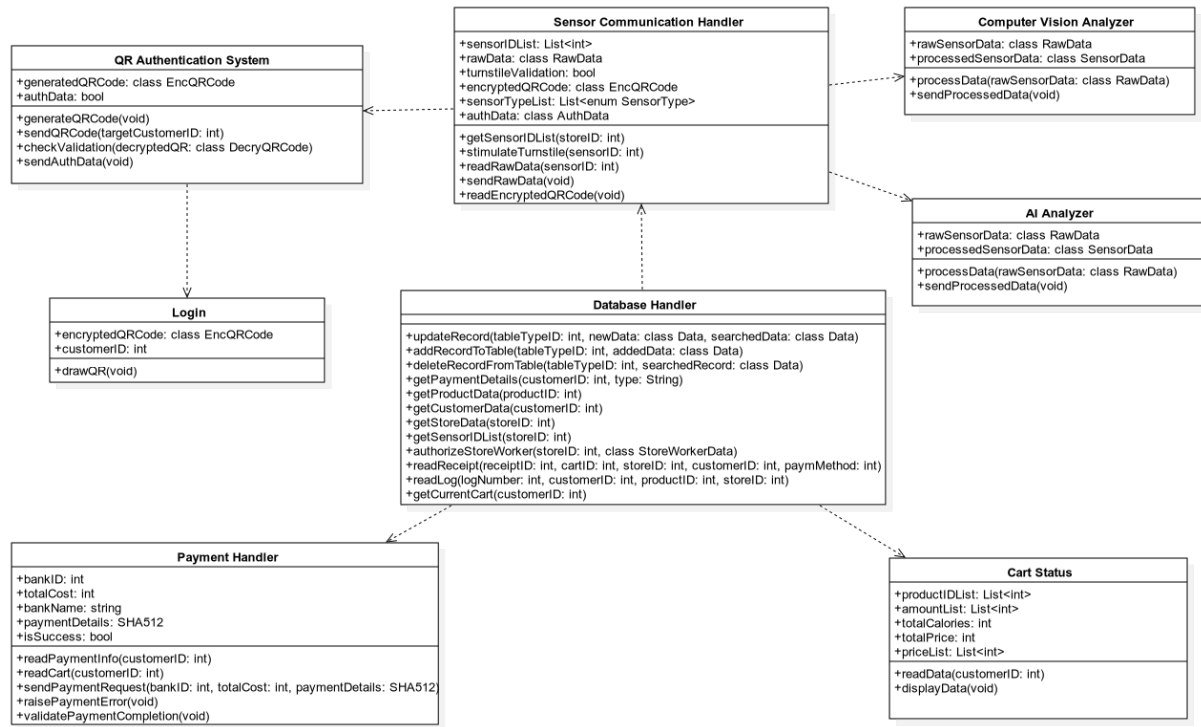 Sensor Communication Handler
+sensorIDList: List<int>
+rawData: class RawData
+turnstileValidation: bool
+encryptedQRCode: class EncQRCode
+sensorTypeList: List<enum SensorType>
+authData: class AuthData
+getSensorIDList(storeID: int)
+stimulateTurnstile(sensorID: int)
+readRawData(sensorID: int)
+sendRawData(void)
+readEncryptedQRCode(void)
Computer Vision Analyzer
+rawSensorData: class RawData
+processedSensorData: class SensorData
+processData(rawSensorData: class RawData)
+sendProcessedData(void)
QR Authentication System
+generatedQRCode: class EncQRCode
+authData: bool
+generateQRCode(void)
+sendQRCode(targetCustomerID: int)
+checkValidation(decryptedQR: class DecryQRCode)
+sendAuthData(void)
AI Analyzer
+rawSensorData: class RawData
+processedSensorData: class SensorData
+processData(rawSensorData: class RawData)
+sendProcessedData(void)
Login
+encryptedQRCode: class EncQRCode
+customerID: int
+drawQR(void)
Database Handler
+updateRecord(tableTypeID: int, newData: class Data, searchedData: class Data)
+addRecordToTable(tableTypeID: int, addedData: class Data)
+deleteRecordFromTable(tableTypeID: int, searchedRecord: class Data)
+getPaymentDetails(customerID: int, type: String)
+getProductData(productID: int)
+getCustomerData(customerID: int)
+getStoreData(storeID: int)
+getSensorIDList(storeID: int)
+authorizeStoreWorker(storeID: int, class StoreWorkerData)
+readReceipt(receiptID: int, cartID: int, storeID: int, customerID: int, paymMethod: int)
+readLog(logNumber: int, customerID: int, productID: int, storeID: int)
+getCurrentCart(customerID: int)
Payment Handler
+bankID: int
+totalCost: int
+bankName: string
+paymentDetails: SHA512
+isSuccess: bool
+readPaymentInfo(customerID: int)
+readCart(customerID: int)
+sendPaymentRequest(bankID: int, totalCost: int, paymentDetails: SHA512)
+raisePaymentError(void)
+validatePaymentCompletion(void)
Cart Status
+productIDList: List<int>
+amountList: List<int>
+totalCalories: int
+totalPrice: int
+priceList: List<int>
+readData(customerID: int)
+displayData(void)